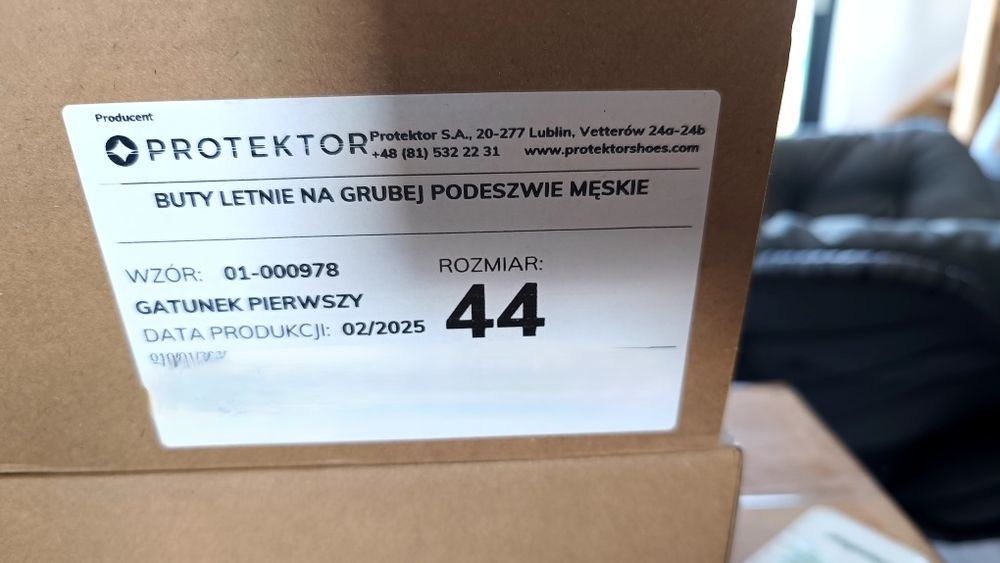 Producent
PROTEKTOR
Protektor S.A., 20-277 Lublin, Vetterów 24a-24b
+48 (81) 532 22 31 www.protektorshoes.com
BUTY LETNIE NA GRUBEJ PODESZWIE MĘSKIE
WZÓR: 01-000978
ROZMIAR:
GATUNEK PIERWSZY
44
DATA PRODUKCJI: 02/2025